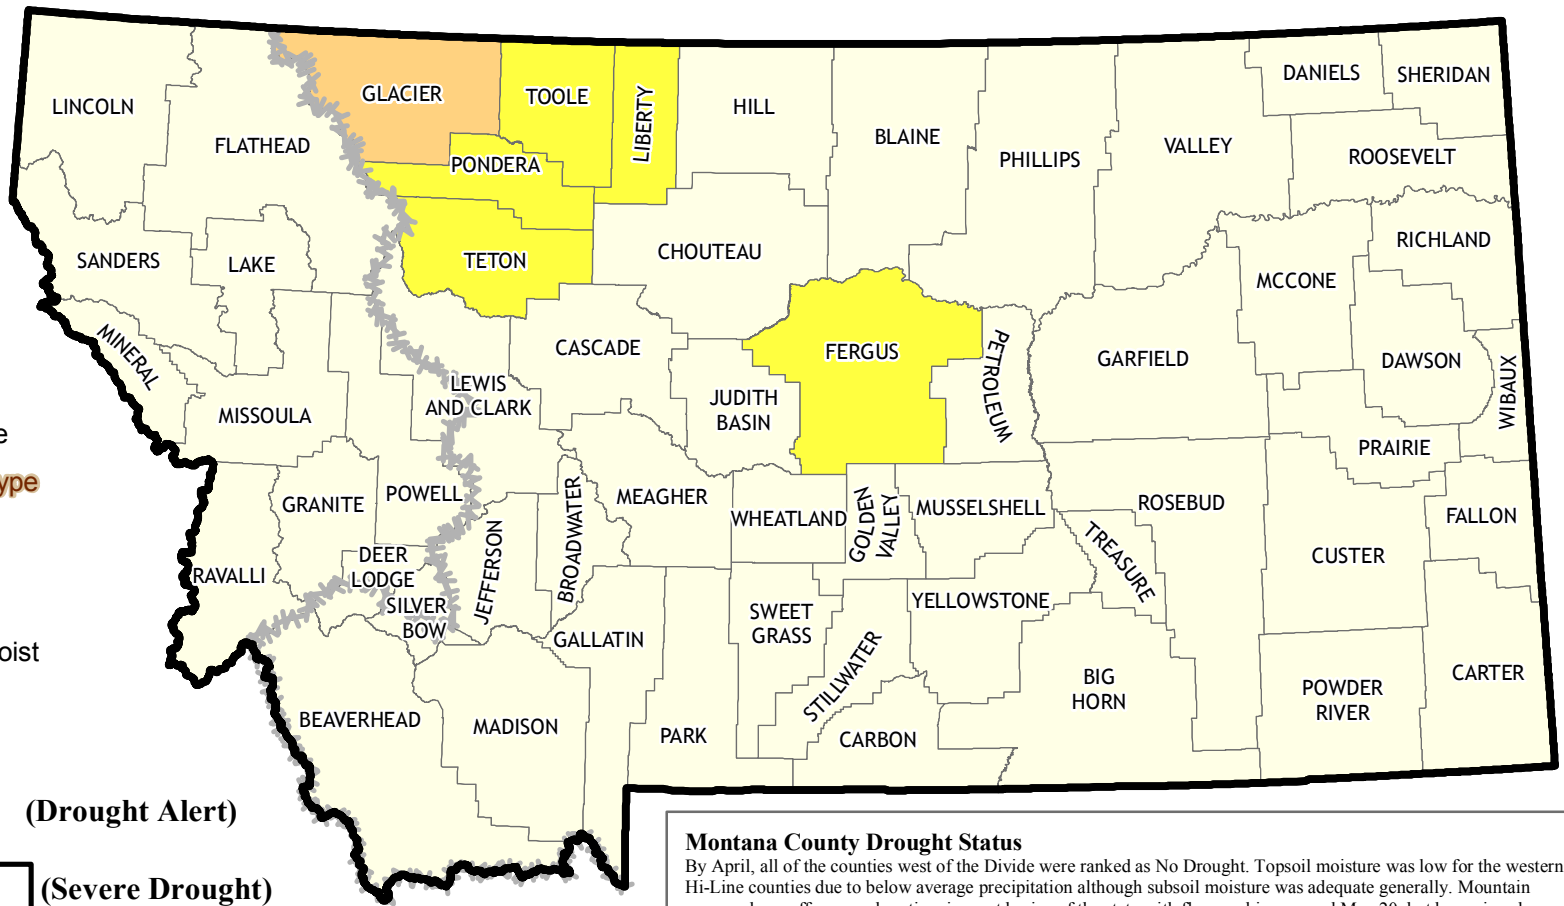 LINCOLN
FLATHEAD
GLACIER
TOOLE
LIBERTY
HILL
BLAINE
PHILLIPS
VALLEY
DANIELS
SHERIDAN
ROOSEVELT
PONDERA
TETON
CHOUTEAU
SANDERS
LAKE
RICHLAND
MCCONE
MINERAL
CASCADE
FERGUS
PETROLEUM
GARFIELD
DAWSON
WIBAUX
LEWIS
AND CLARK
JUDITH
BASIN
MISSOULA
e
PRAIRIE
ype
GRANITE
POWELL
BROADWATER
MEAGHER
WHEATLAND
GOLDEN
VALLEY
MUSSELSHELL
ROSEBUD
FALLON
JEFFERSON
TREASURE
CUSTER
DEER
LODGE
RAVALLI
SILVER
BOW
GALLATIN
SWEET
GRASS
YELLOWSTONE
oist
STILLWATER
BIG
HORN
POWDER
RIVER
CARTER
BEAVERHEAD
MADISON
PARK
CARBON
(Drought Alert)
(Severe Drought)
Montana County Drought Status
By April, all of the counties west of the Divide were ranked as No Drought. Topsoil moisture was low for the western
Hi-Line counties due to below average precipitation although subsoil moisture was adequate generally. Mountain